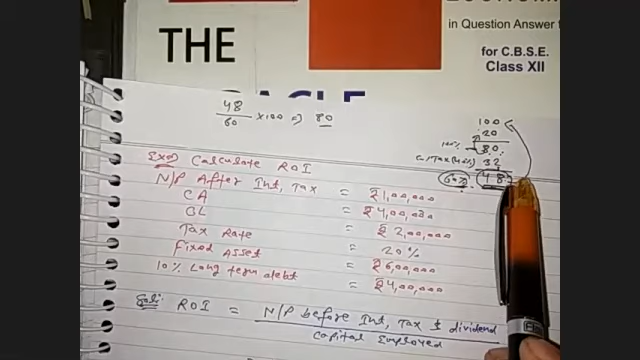 THE
in Question Answer
for C.B.S.E.
Class XII
48/60 ×100 => 80
100
20
100% 80
(40%) 32
60% 48
Calculate ROI
N/P After Int, Tax = ₹1,00,000
CA = ₹4,00,000
CL = ₹2,00,000
Tax Rate = 20%
Fixed Asset = ₹6,00,000
10% Long term debt = ₹4,00,000
Sol: ROI = N/P before Int, Tax & dividend
Capital Employed